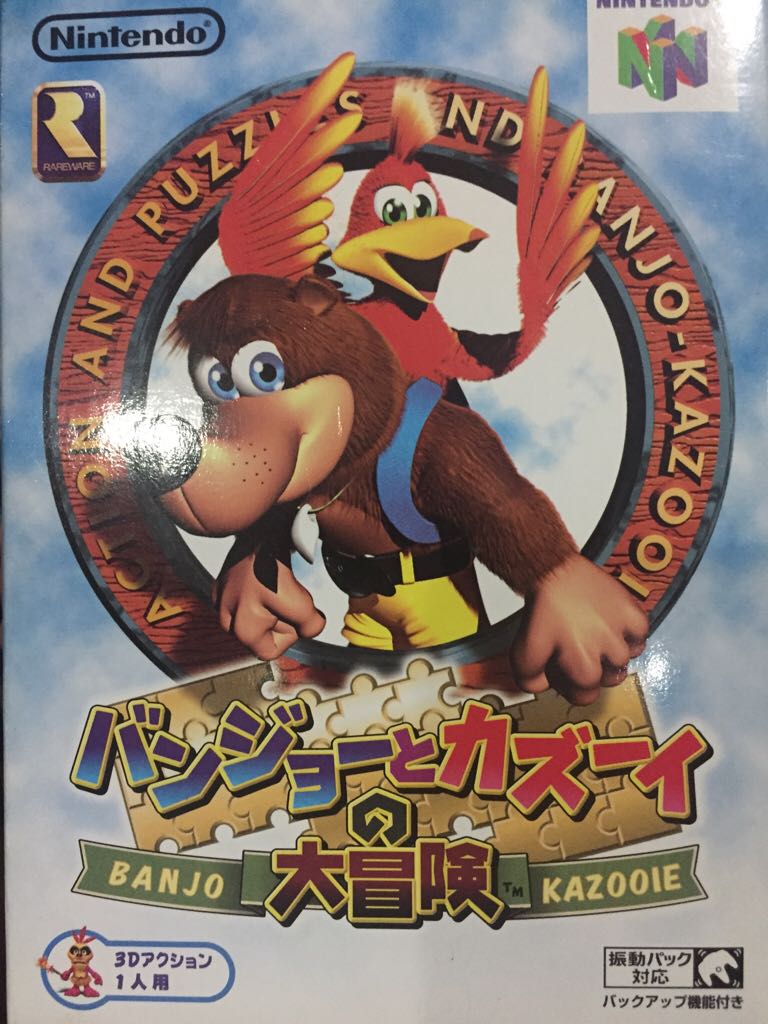 Nintendo
NINTENDO
TM
RAREWARE
ACTION AND PUZZLES AND BANJO-KAZOOIE
バンジョーとカズーイ
の
大冒険
BANJO
TM
KAZOOIE
3Dアクション
1人用
振動パック
対応
バックアップ機能付き